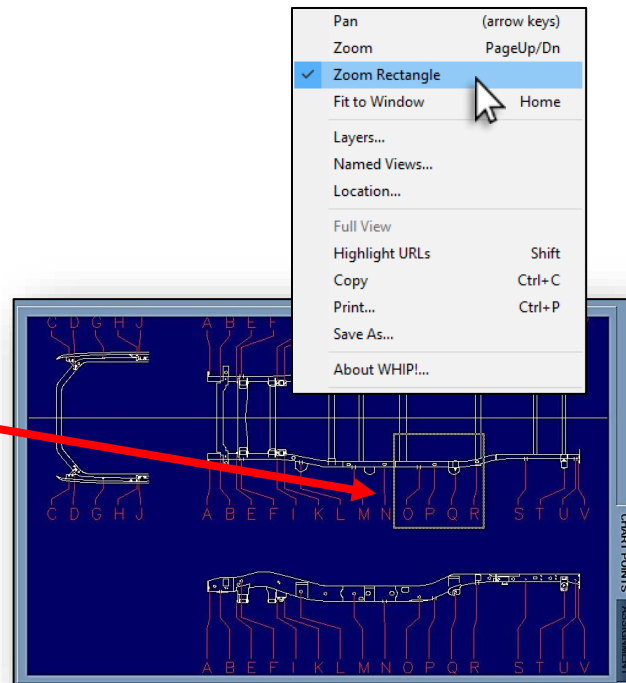 Pan (arrow keys)
Zoom PageUp/Dn
Zoom Rectangle
Fit to Window Home
Layers...
Named Views...
Location...
Full View
Highlight URLs Shift
Copy Ctrl+C
Print... Ctrl+P
Save As...
About WHIP!...
C D G H J A B E F U V
C D G H J A B E F I K L M N O P Q R S T U V
A B E F I K L M N O P Q R S T U V
CHART POINTS
ASSIGNMENT